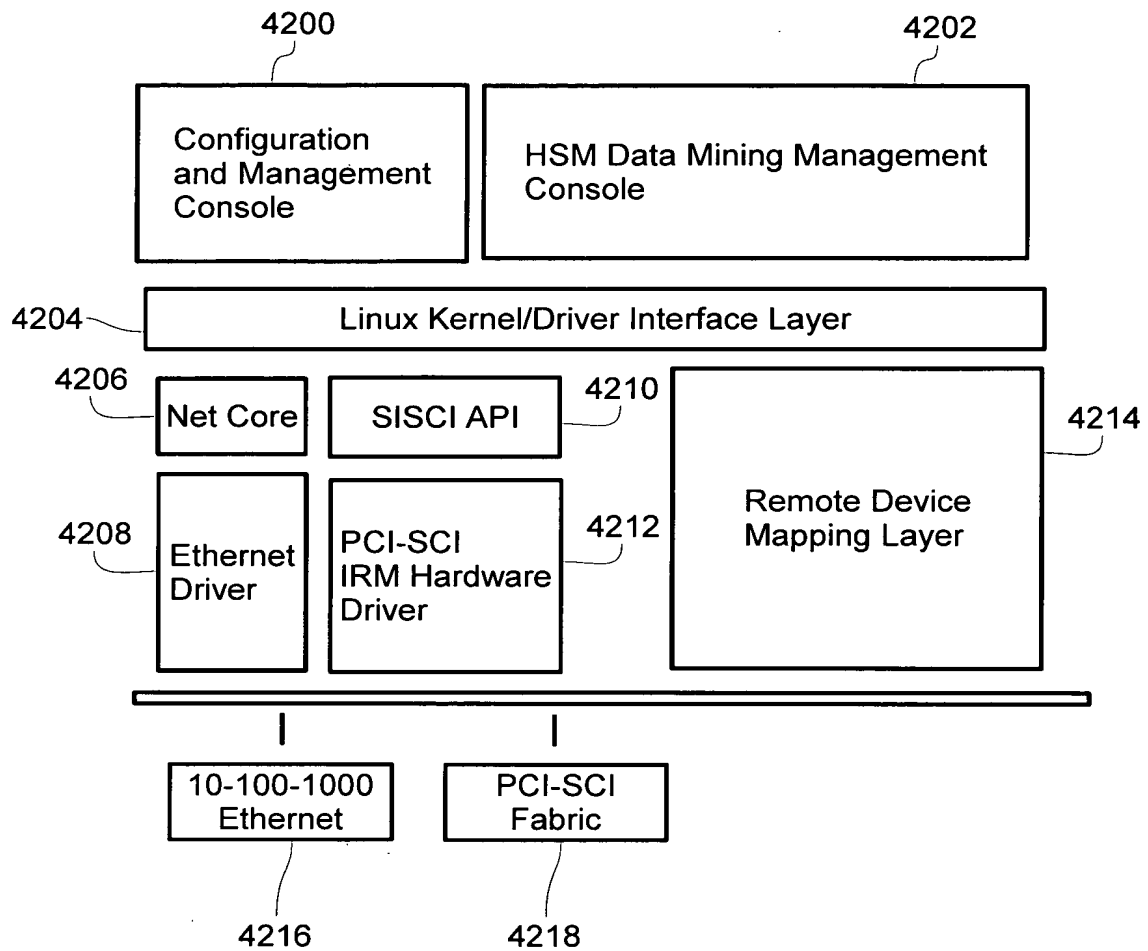 4200
4202
Configuration
and Management
Console
HSM Data Mining Management
Console
4204
Linux Kernel/Driver Interface Layer
4206
Net Core
SISCI API
4210
4214
4208
Ethernet
Driver
PCI-SCI
IRM Hardware
Driver
4212
Remote Device
Mapping Layer
10-100-1000
Ethernet
PCI-SCI
Fabric
4216
4218